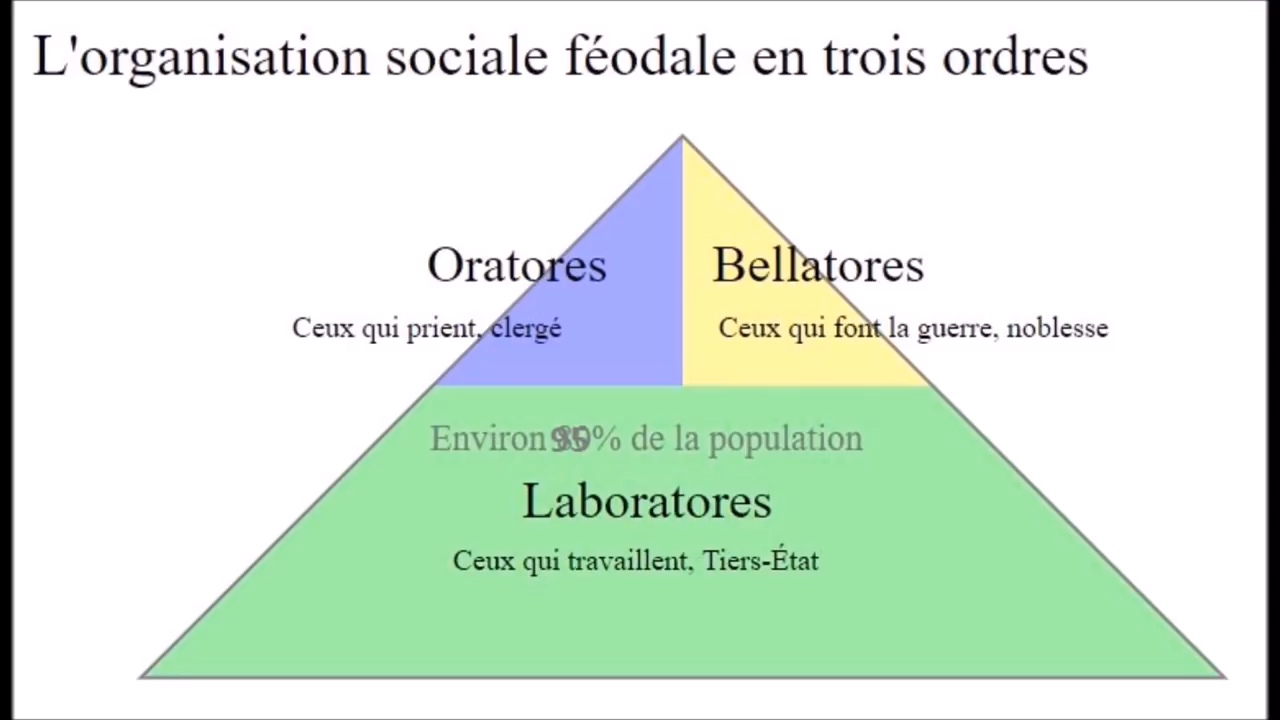 L'organisation sociale féodale en trois ordres
Oratores
Bellatores
Ceux qui prient, clergé
Ceux qui font la guerre, noblesse
Environ % de la population
Laboratores
Ceux qui travaillent, Tiers-État